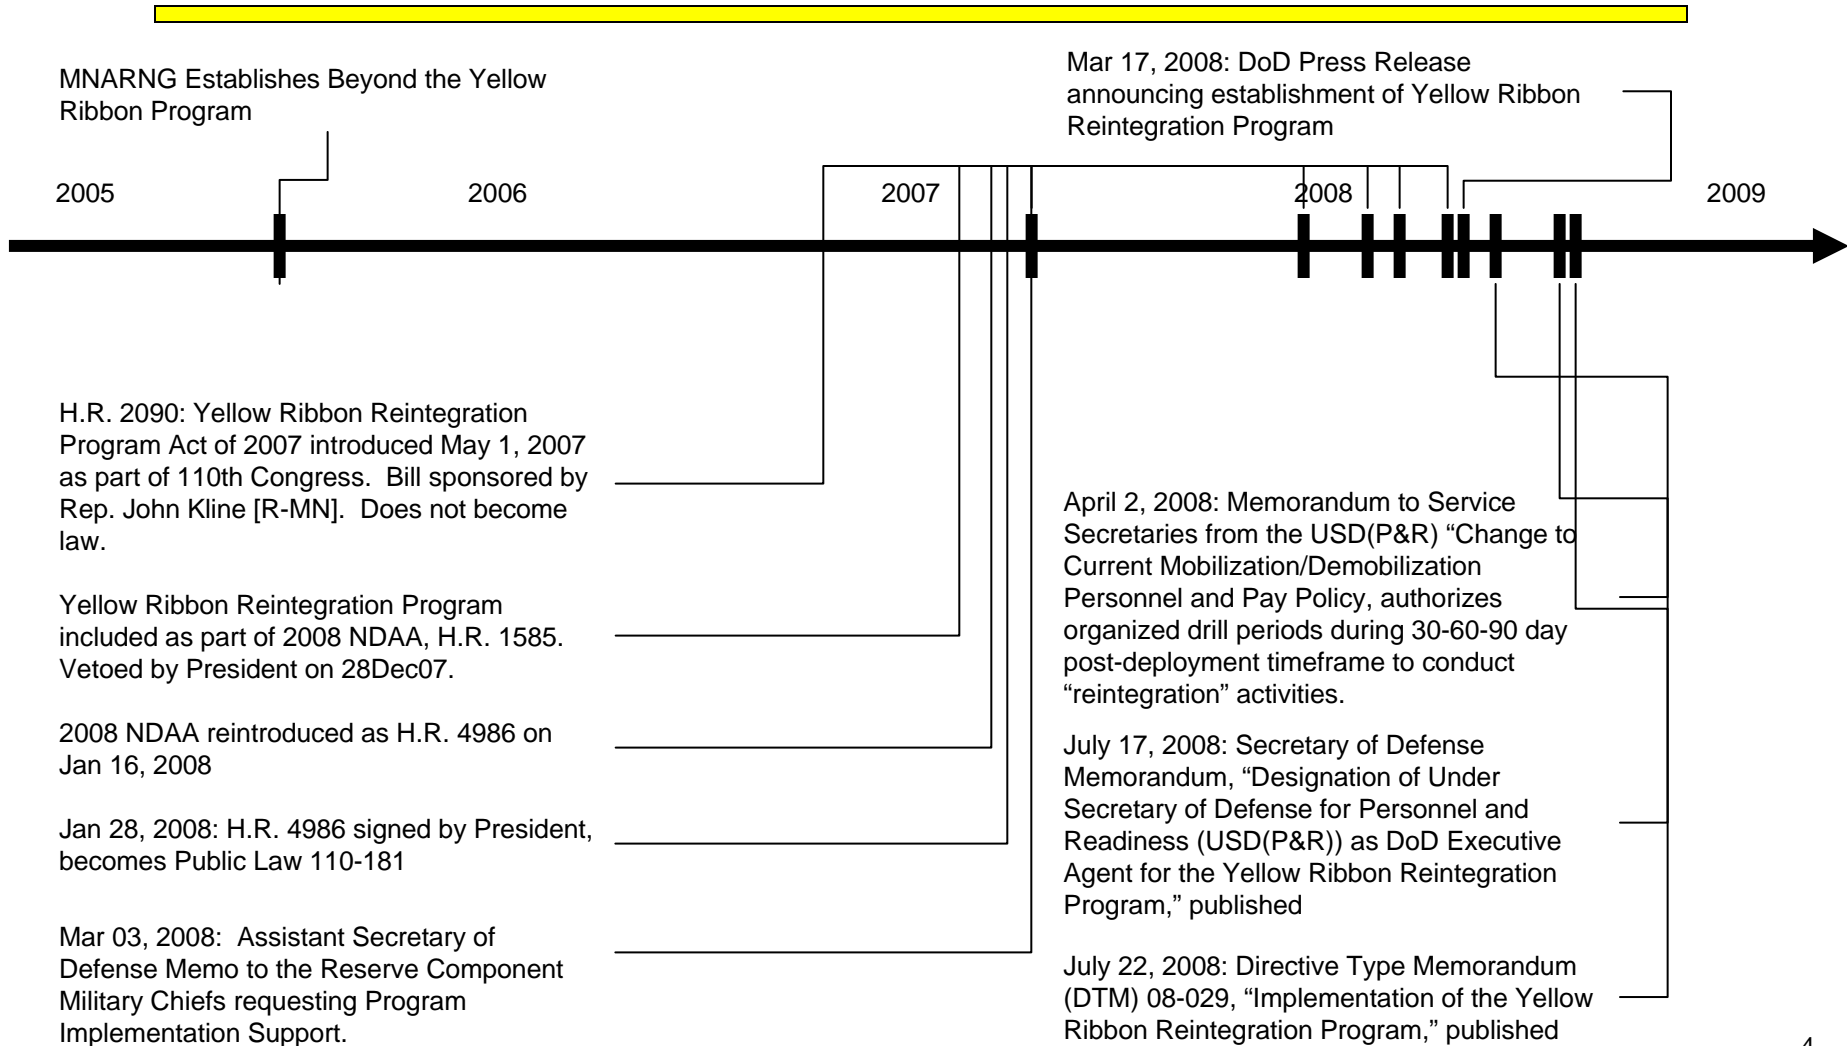 MNARNG Establishes Beyond the Yellow
Ribbon Program
Mar 17, 2008: DoD Press Release
announcing establishment of Yellow Ribbon
Reintegration Program
2005
2006
2007
2008
2009
H.R. 2090: Yellow Ribbon Reintegration
Program Act of 2007 introduced May 1, 2007
as part of 110th Congress.  Bill sponsored by
Rep. John Kline [R-MN].  Does not become
law.
Yellow Ribbon Reintegration Program
included as part of 2008 NDAA, H.R. 1585.
Vetoed by President on 28Dec07.
2008 NDAA reintroduced as H.R. 4986 on
Jan 16, 2008
Jan 28, 2008: H.R. 4986 signed by President,
becomes Public Law 110-181
Mar 03, 2008:  Assistant Secretary of
Defense Memo to the Reserve Component
Military Chiefs requesting Program
Implementation Support.
April 2, 2008: Memorandum to Service
Secretaries from the USD(P&R) “Change to
Current Mobilization/Demobilization
Personnel and Pay Policy, authorizes
organized drill periods during 30-60-90 day
post-deployment timeframe to conduct
“reintegration” activities.
July 17, 2008: Secretary of Defense
Memorandum, “Designation of Under
Secretary of Defense for Personnel and
Readiness (USD(P&R)) as DoD Executive
Agent for the Yellow Ribbon Reintegration
Program,” published
July 22, 2008: Directive Type Memorandum
(DTM) 08-029, “Implementation of the Yellow
Ribbon Reintegration Program,” published
4